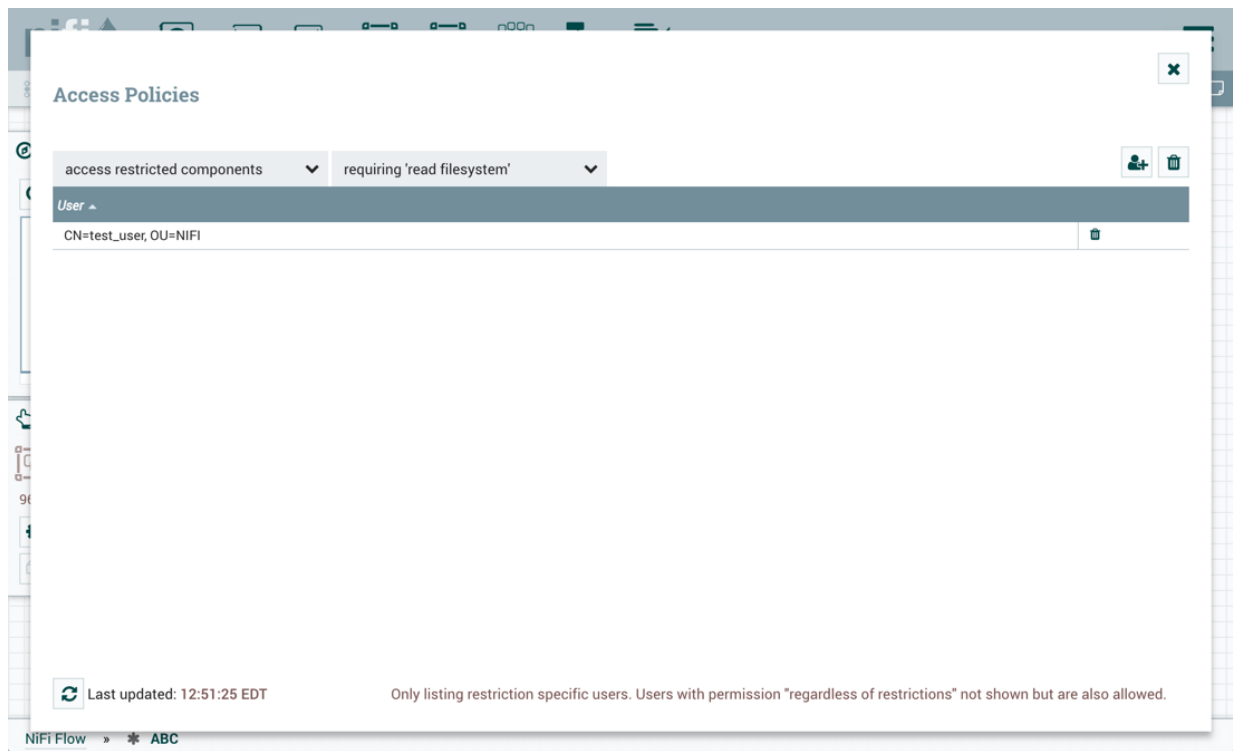 nifi
Access Policies
access restricted components requiring 'read filesystem'
User
CN=test_user, OU=NIFI
Last updated: 12:51:25 EDT Only listing restriction specific users. Users with permission "regardless of restrictions" not shown but are also allowed.
NiFi Flow » ABC